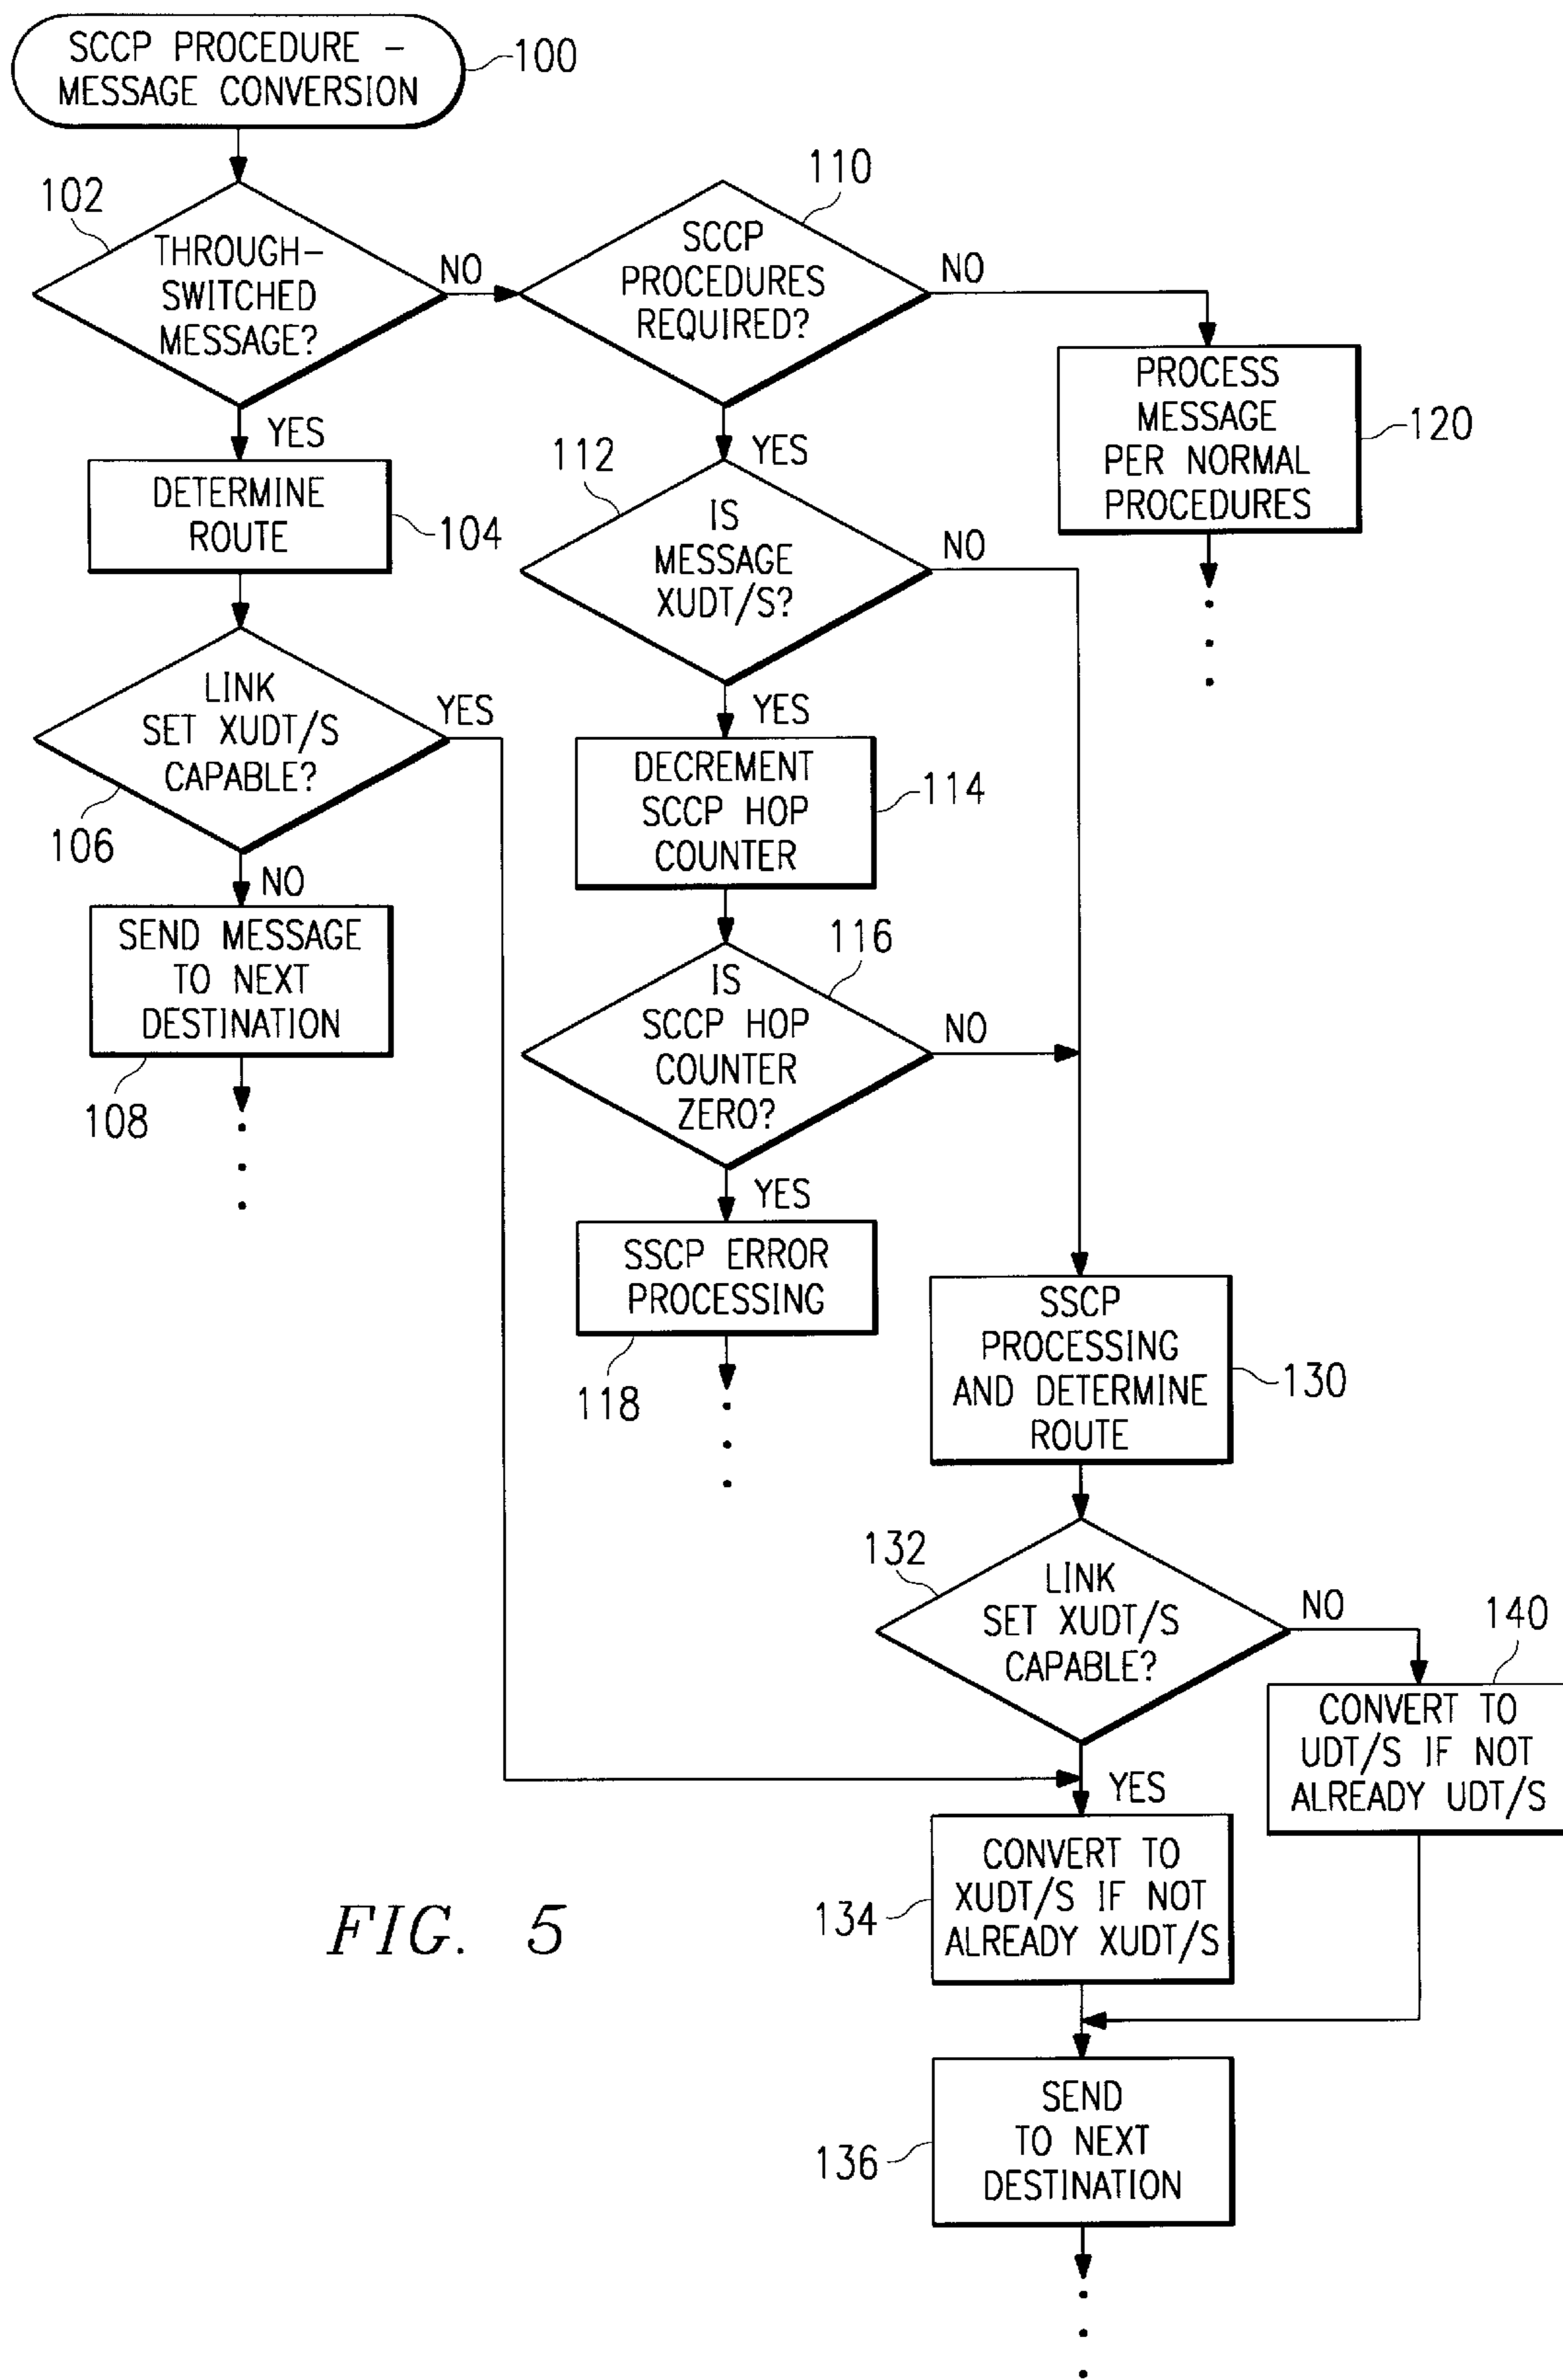 SCCP PROCEDURE –
MESSAGE CONVERSION
100
102
THROUGH–
SWITCHED
MESSAGE?
NO
YES
110
SCCP
PROCEDURES
REQUIRED?
NO
YES
PROCESS
MESSAGE
PER NORMAL
PROCEDURES
120
DETERMINE
ROUTE
104
112
IS
MESSAGE
XUDT/S?
NO
YES
LINK
SET XUDT/S
CAPABLE?
YES
106
NO
DECREMENT
SCCP HOP
COUNTER
114
SEND MESSAGE
TO NEXT
DESTINATION
108
116
IS
SCCP HOP
COUNTER
ZERO?
NO
YES
SSCP ERROR
PROCESSING
118
SSCP
PROCESSING
AND DETERMINE
ROUTE
130
132
LINK
SET XUDT/S
CAPABLE?
NO
YES
140
CONVERT TO
UDT/S IF NOT
ALREADY UDT/S
CONVERT TO
XUDT/S IF NOT
ALREADY XUDT/S
134
FIG. 5
SEND
TO NEXT
DESTINATION
136